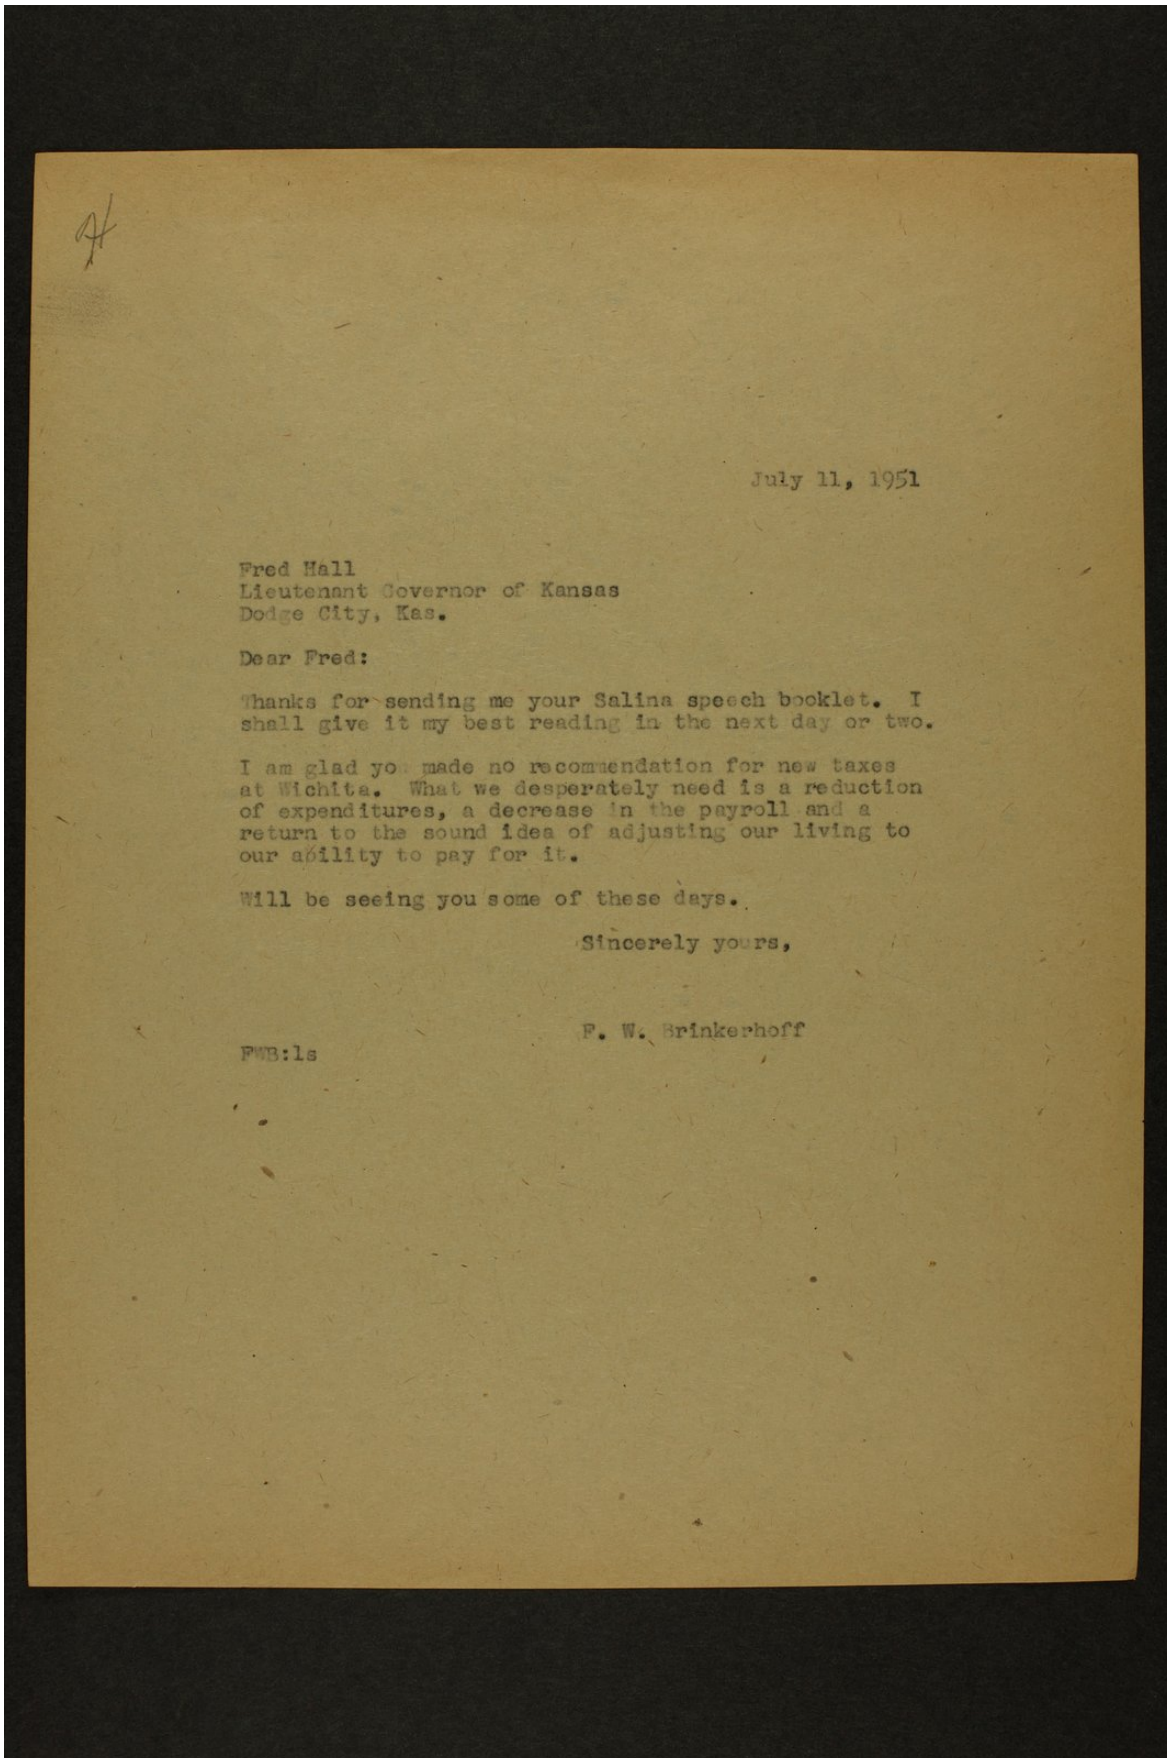 H
July 11, 1951
Fred Hall
Lieutenant Governor of Kansas
Dodge City, Kas.
Dear Fred:
Thanks for sending me your Salina speech booklet. I
shall give it my best reading in the next day or two.
I am glad you made no recommendation for new taxes
at Wichita. What we desperately need is a reduction
of expenditures, a decrease in the payroll and a
return to the sound idea of adjusting our living to
our ability to pay for it.
Will be seeing you some of these days.
Sincerely yours,
F. W. Brinkerhoff
FWB:ls